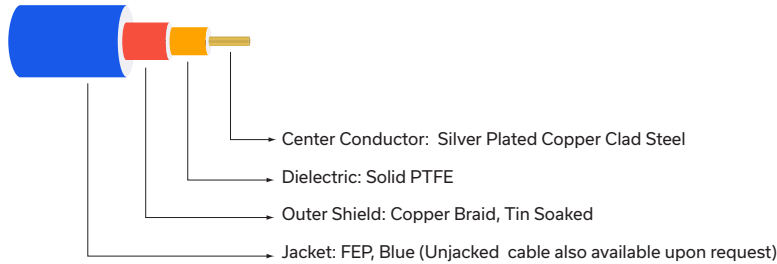 Center Conductor: Silver Plated Copper Clad Steel
Dielectric: Solid PTFE
Outer Shield: Copper Braid, Tin Soaked
Jacket: FEP, Blue (Unjacked cable also available upon request)